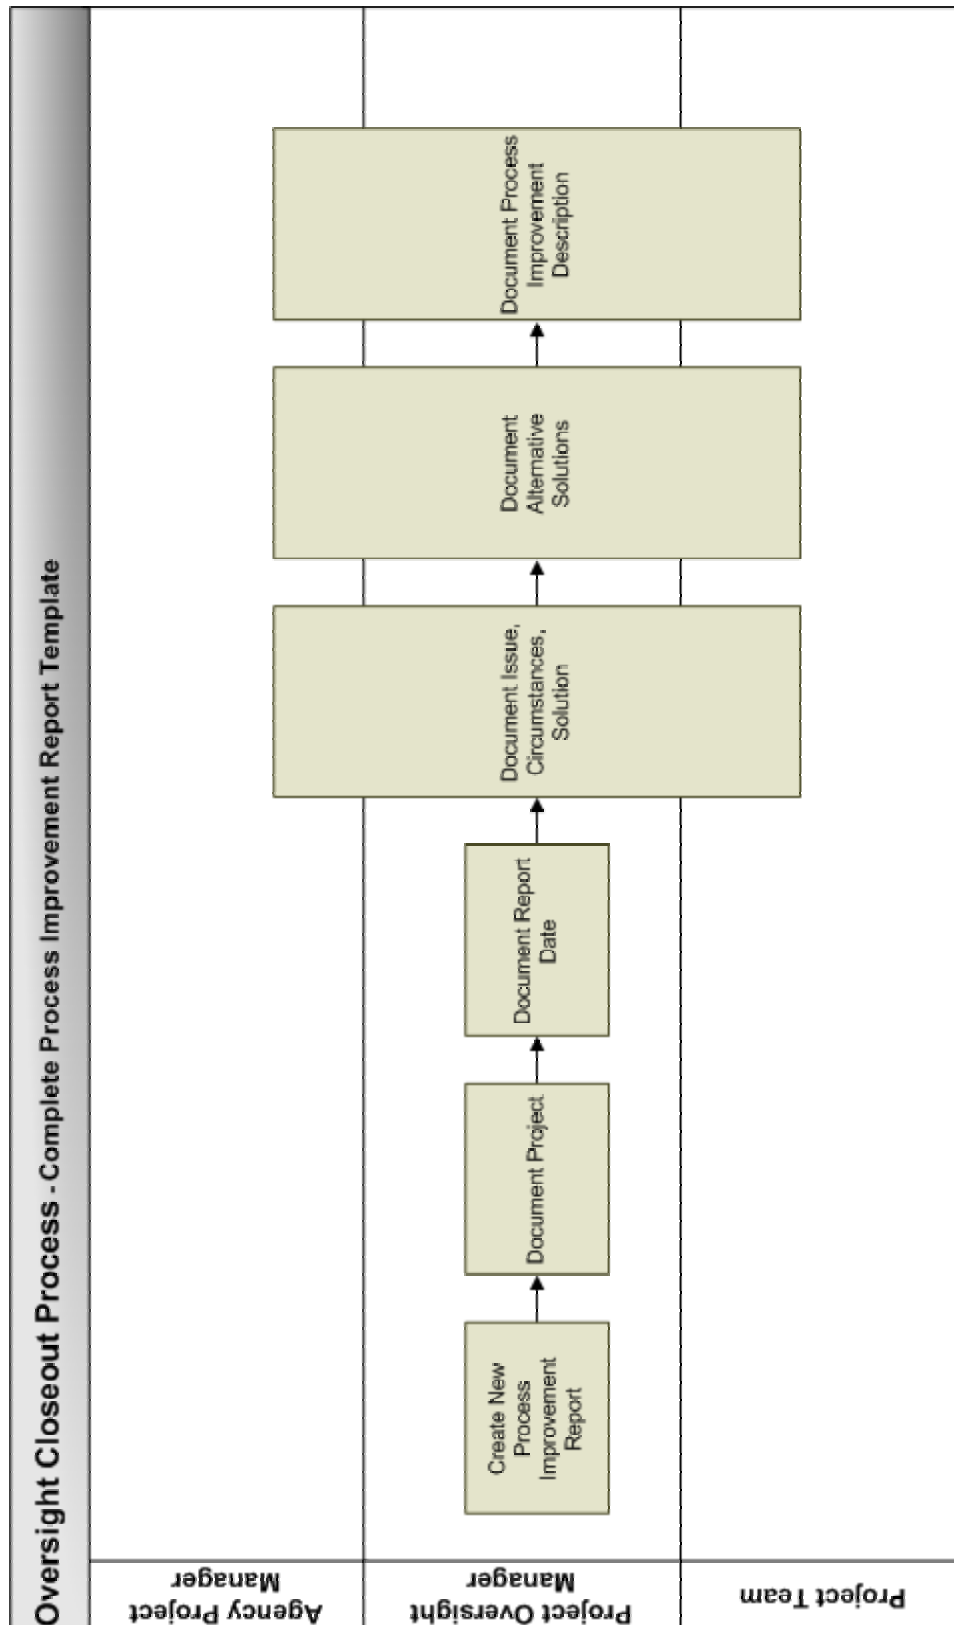 Oversight Closeout Process - Complete Process Improvement Report Template
Agency Project
Manager
Project Oversight
Manager
Project Team
Create New
Process
Improvement
Report
Document Project
Document Report
Date
Document Issue,
Circumstances,
Solution
Document
Alternative
Solutions
Document Process
Improvement
Description